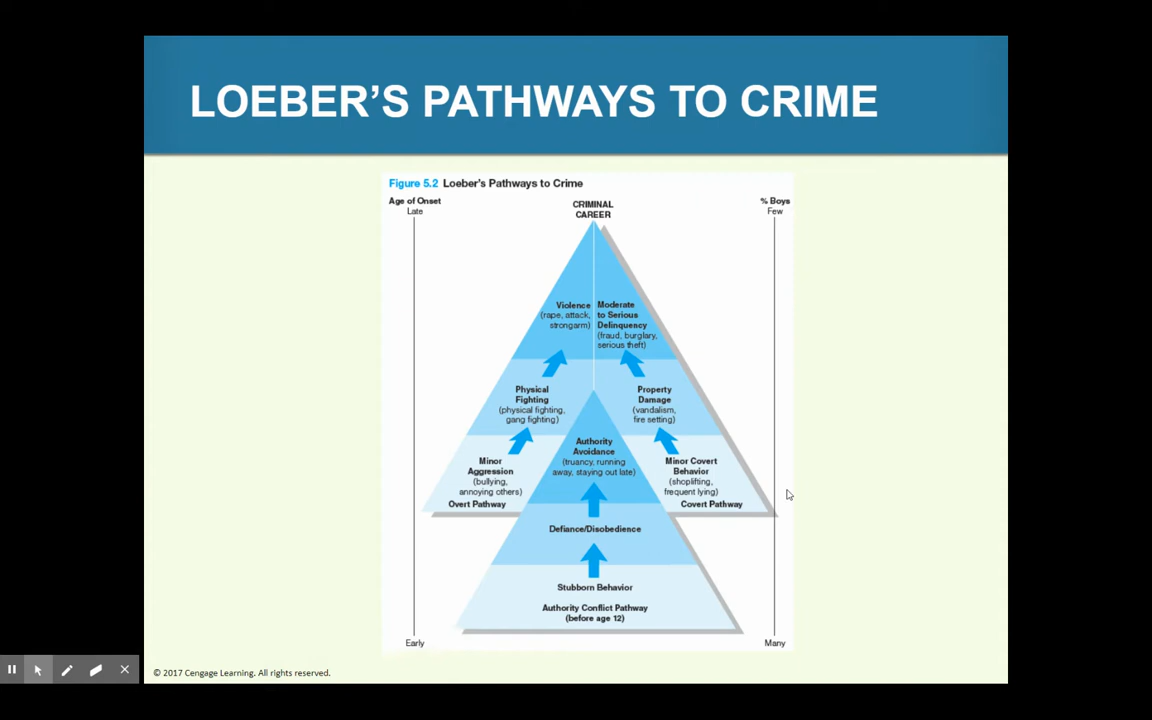 LOEBER’S PATHWAYS TO CRIME
Figure 5.2 Loeber’s Pathways to Crime
Age of Onset
Late
CRIMINAL
CAREER
% Boys
Few
Violence
(rape, attack,
strongarm)
Moderate
to Serious
Delinquency
(fraud, burglary,
serious theft)
Physical
Fighting
(physical fighting,
gang fighting)
Property
Damage
(vandalism,
fire setting)
Authority
Avoidance
(truancy, running
away, staying out late)
Minor
Aggression
(bullying,
annoying others)
Overt Pathway
Minor Covert
Behavior
(shoplifting,
frequent lying)
Covert Pathway
Defiance/Disobedience
Stubborn Behavior
Authority Conflict Pathway
(before age 12)
Early
Many
© 2017 Cengage Learning. All rights reserved.